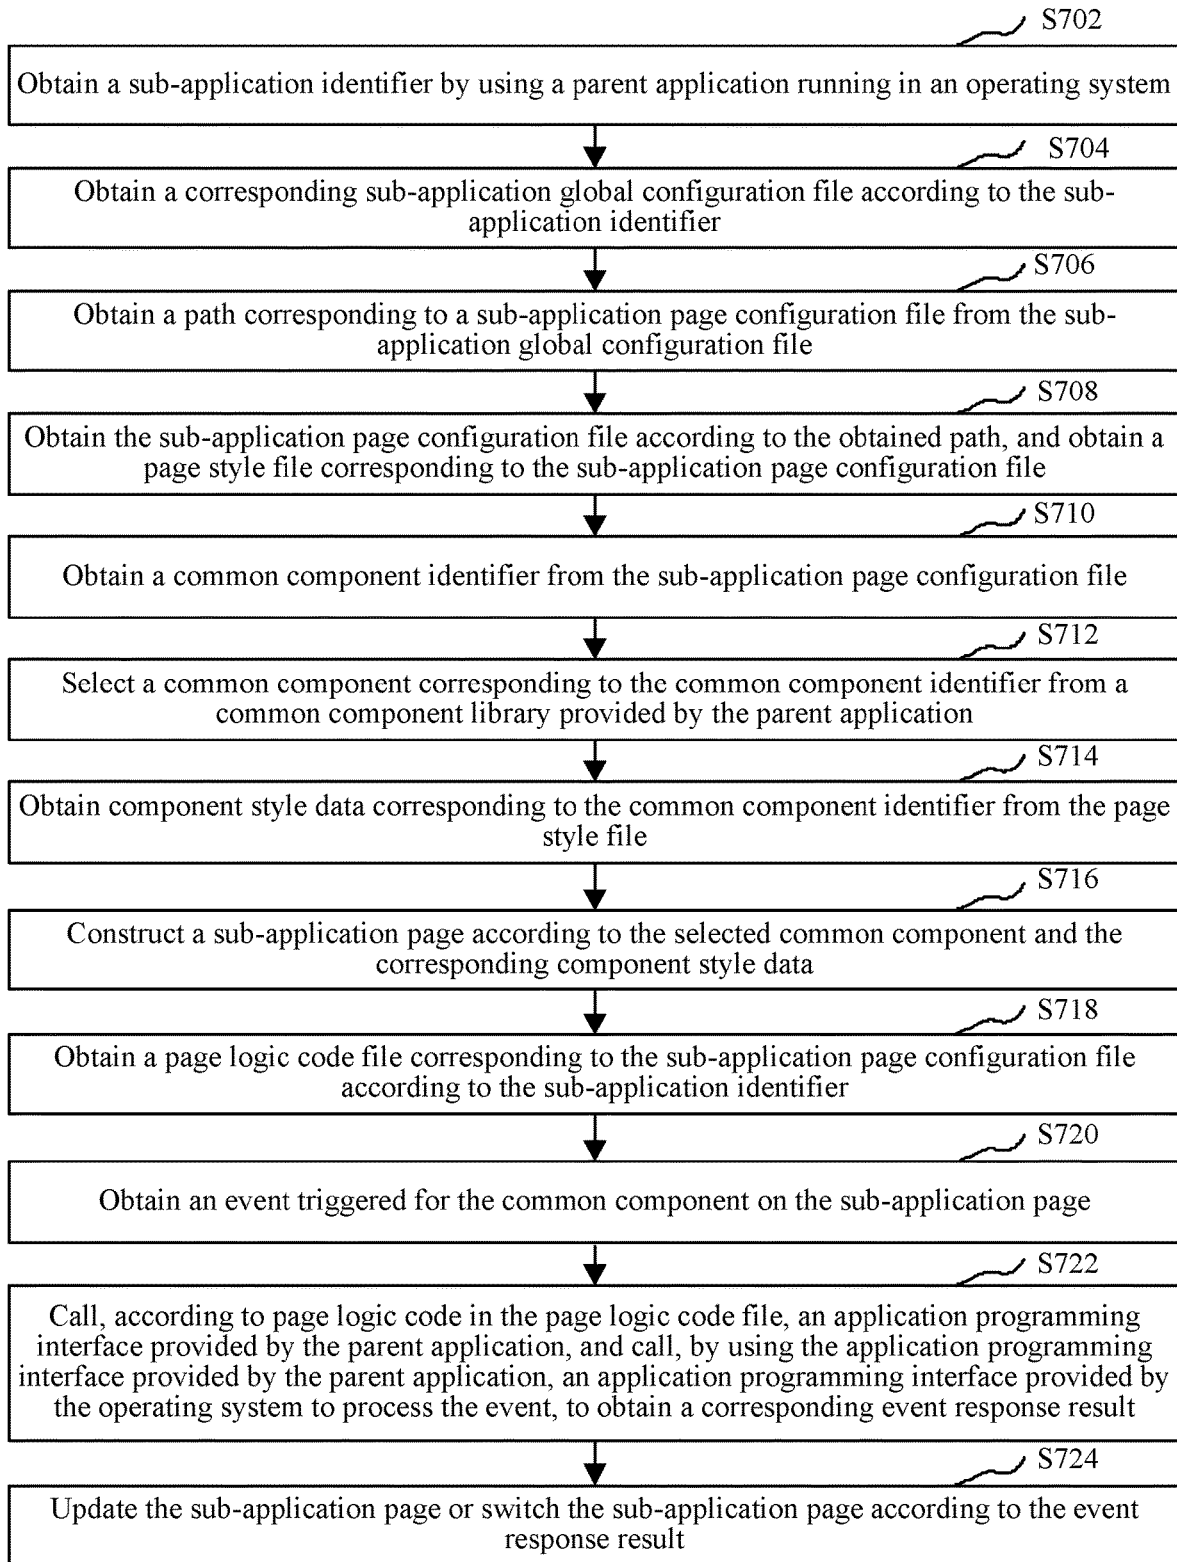 S702
Obtain a sub-application identifier by using a parent application running in an operating system
S704
Obtain a corresponding sub-application global configuration file according to the sub-
application identifier
S706
Obtain a path corresponding to a sub-application page configuration file from the sub-
application global configuration file
S708
Obtain the sub-application page configuration file according to the obtained path, and obtain a
page style file corresponding to the sub-application page configuration file
S710
Obtain a common component identifier from the sub-application page configuration file
S712
Select a common component corresponding to the common component identifier from a
common component library provided by the parent application
S714
Obtain component style data corresponding to the common component identifier from the page
style file
S716
Construct a sub-application page according to the selected common component and the
corresponding component style data
S718
Obtain a page logic code file corresponding to the sub-application page configuration file
according to the sub-application identifier
S720
Obtain an event triggered for the common component on the sub-application page
S722
Call, according to page logic code in the page logic code file, an application programming
interface provided by the parent application, and call, by using the application programming
interface provided by the parent application, an application programming interface provided by
the operating system to process the event, to obtain a corresponding event response result
S724
Update the sub-application page or switch the sub-application page according to the event
response result